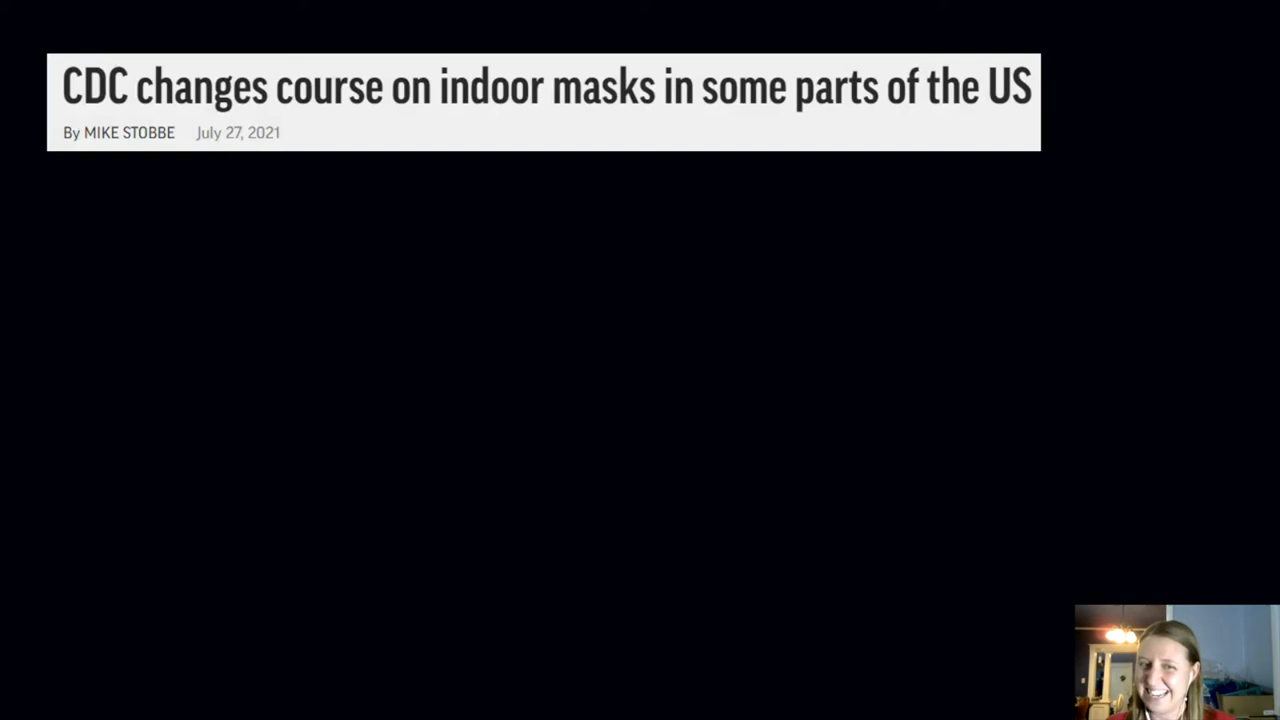 CDC changes course on indoor masks in some parts of the US
By MIKE STOBBE July 27, 2021